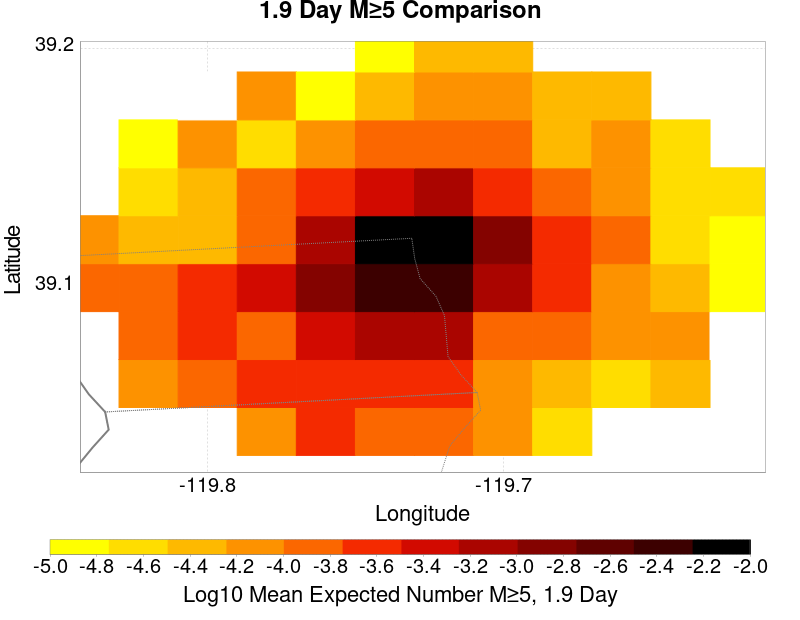 1.9 Day M≥5 Comparison
39.2
39.1
Latitude
-119.8
-119.7
Longitude
-5.0 -4.8 -4.6 -4.4 -4.2 -4.0 -3.8 -3.6 -3.4 -3.2 -3.0 -2.8 -2.6 -2.4 -2.2 -2.0
Log10 Mean Expected Number M≥5, 1.9 Day